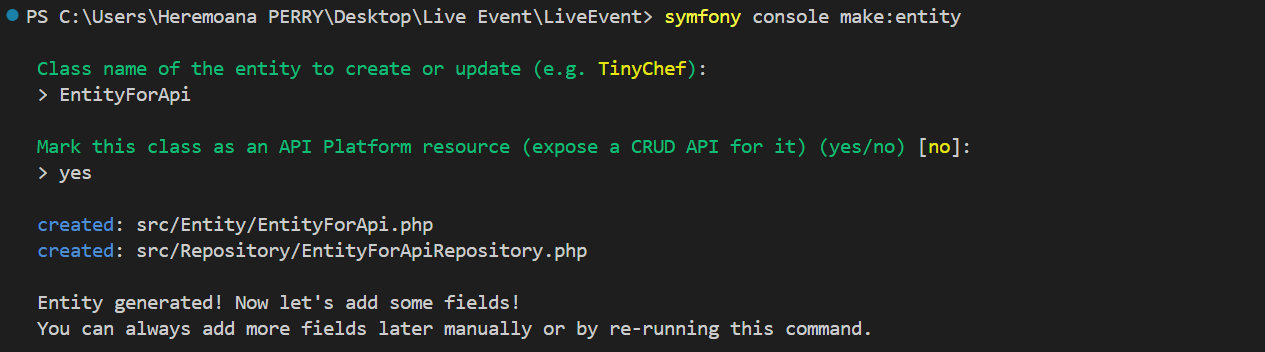 PS C:\Users\Heremoana PERRY\Desktop\Live Event\LiveEvent> symfony console make:entity
Class name of the entity to create or update (e.g. TinyChef):
> EntityForApi
Mark this class as an API Platform resource (expose a CRUD API for it) (yes/no) [no]:
> yes
created: src/Entity/EntityForApi.php
created: src/Repository/EntityForApiRepository.php
Entity generated! Now let's add some fields!
You can always add more fields later manually or by re-running this command.